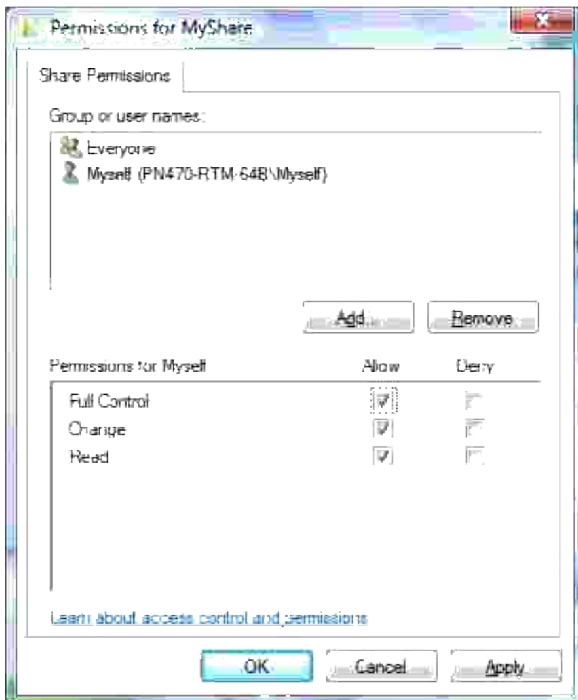 Permissions for MyShare
Share Permissions
Group or user names:
Everyone
Myself (PN470-RTM-64B\Myself)
Add...
Remove
Permissions for Myself
Allow
Deny
Full Control
Change
Read
Learn about access control and permissions
OK
Cancel
Apply